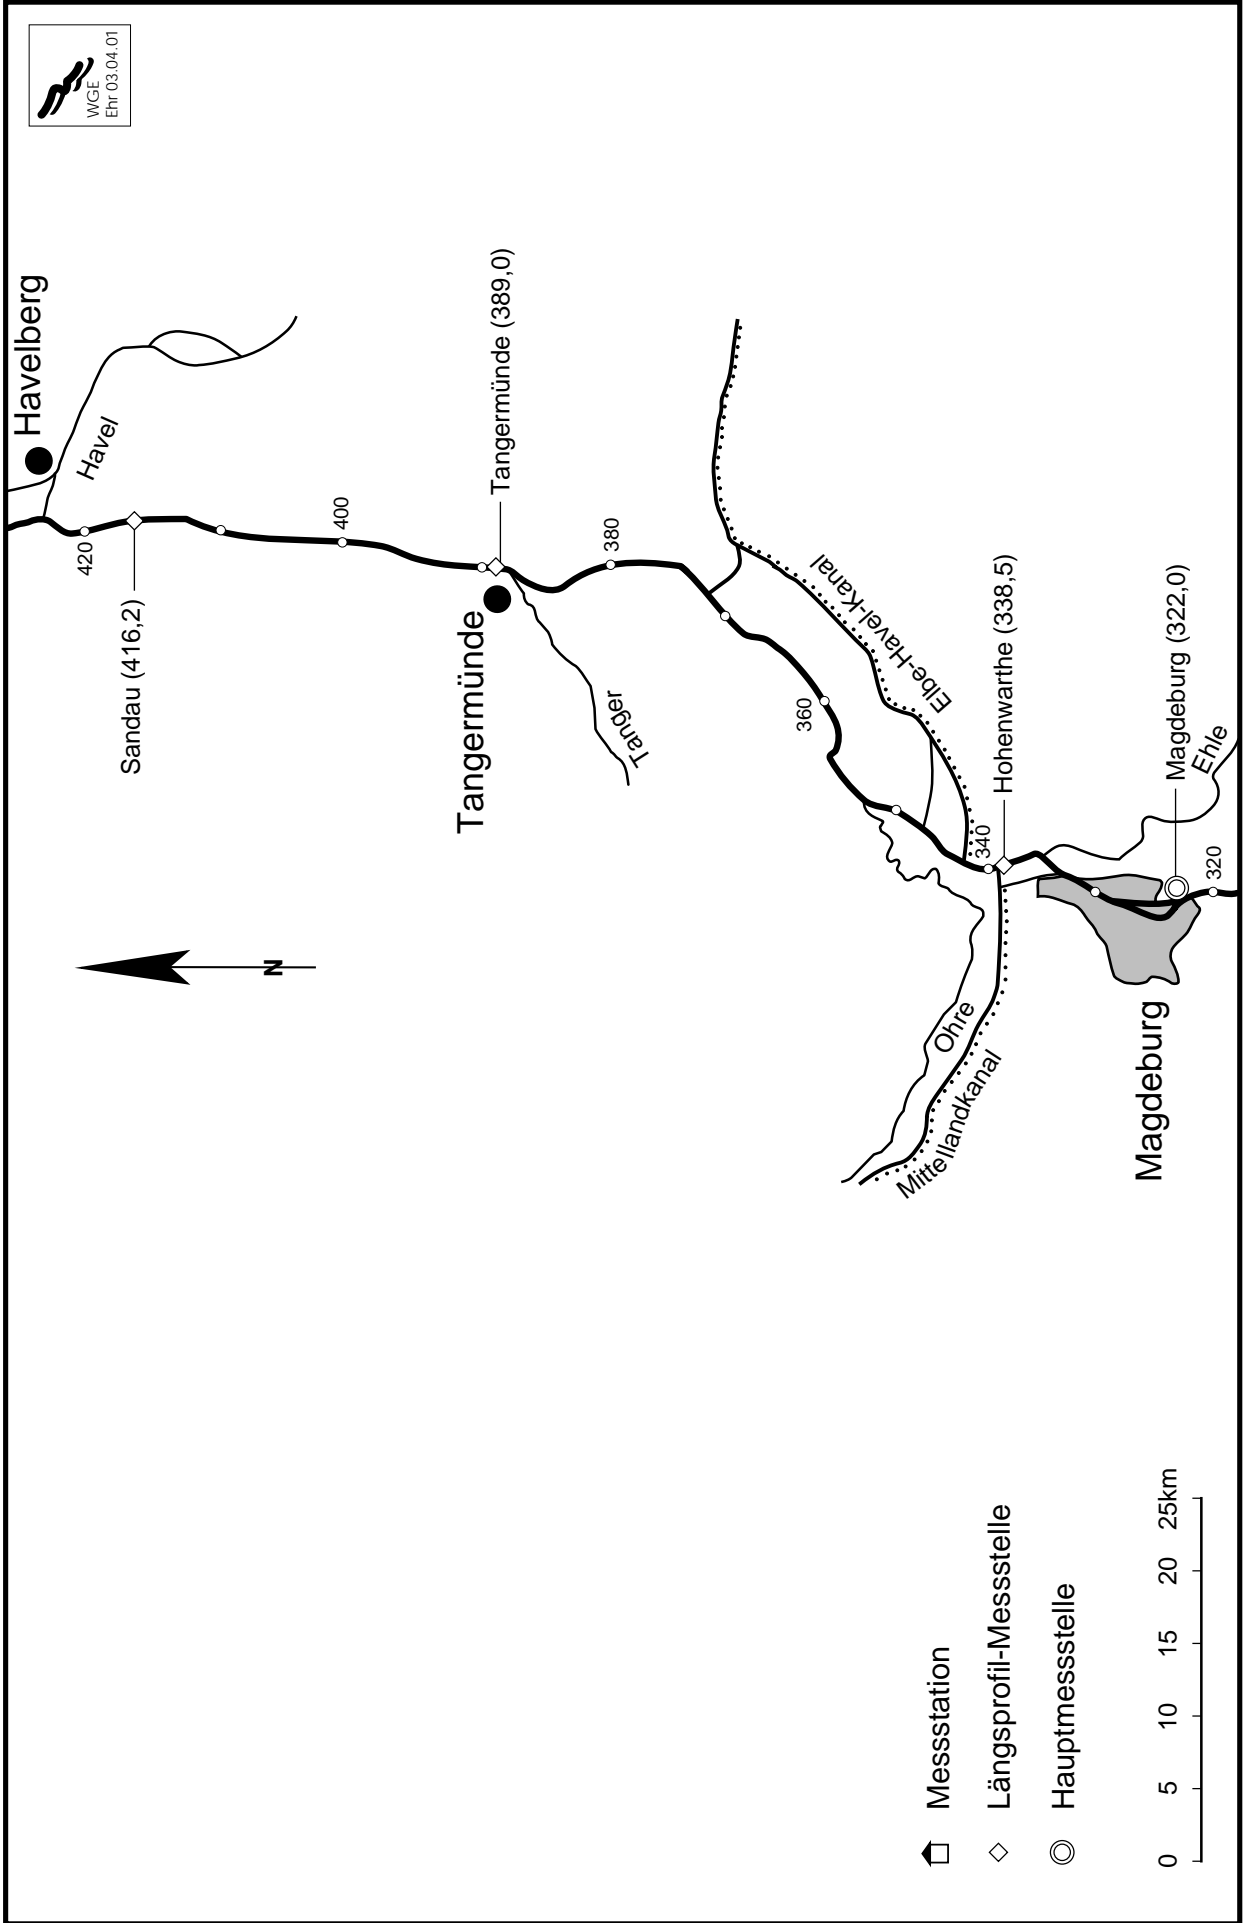 WGE
Ehr 03.04.01
Havelberg
Havel
420
Sandau (416,2)
400
Tangermünde (389,0)
Tangermünde
380
Tanger
Elbe-Havel-Kanal
360
Hohenwarthe (338,5)
340
Magdeburg (322,0)
Ehle
320
N
Ohre
Mittellandkanal
Magdeburg
Messstation
Längsprofil-Messstelle
Hauptmessstelle
0 5 10 15 20 25km